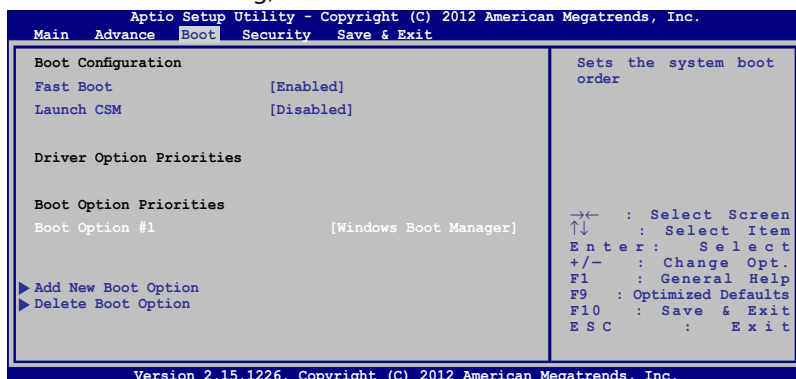 Aptio Setup Utility - Copyright (C) 2012 American Megatrends, Inc.
Main Advance Boot Security Save & Exit
Boot Configuration
Fast Boot [Enabled]
Launch CSM [Disabled]
Driver Option Priorities
Boot Option Priorities
Boot Option #1 [Windows Boot Manager]
Add New Boot Option
Delete Boot Option
Sets the system boot
order
→← : Select Screen
↑↓ : Select Item
Enter: Select
+/— : Change Opt.
F1 : General Help
F9 : Optimized Defaults
F10 : Save & Exit
ESC : Exit
Version 2.15.1226. Copyright (C) 2012 American Megatrends, Inc.